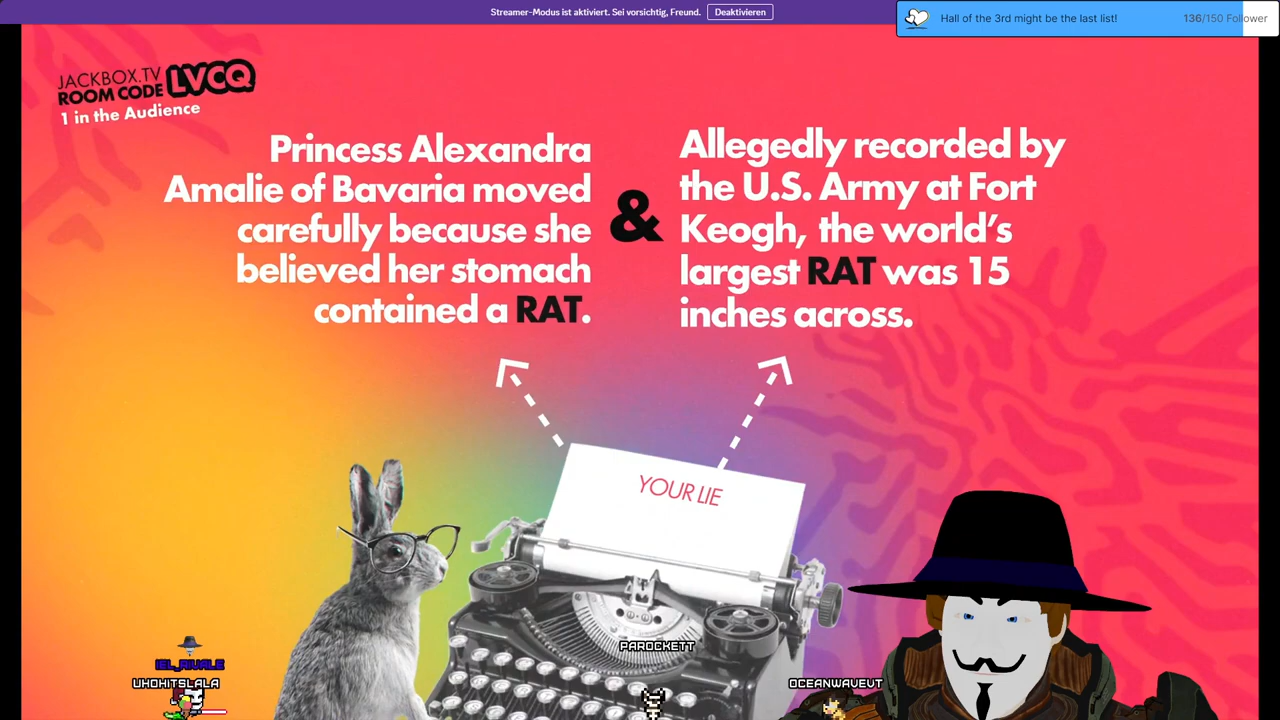 Streamer-Modus ist aktiviert. Sei vorsichtig, Freund. Deaktivieren
Hall of the 3rd might be the last list! 136/150 Follower
JACKBOX.TV
ROOM CODE LVCQ
1 in the Audience
Princess Alexandra
Amalie of Bavaria moved
carefully because she
believed her stomach
contained a RAT.
&
Allegedly recorded by
the U.S. Army at Fort
Keogh, the world's
largest RAT was 15
inches across.
YOUR LIE
PAROCKETT
IEL_RIVALE
UHOHITSLALA
OCEANWAVEVT